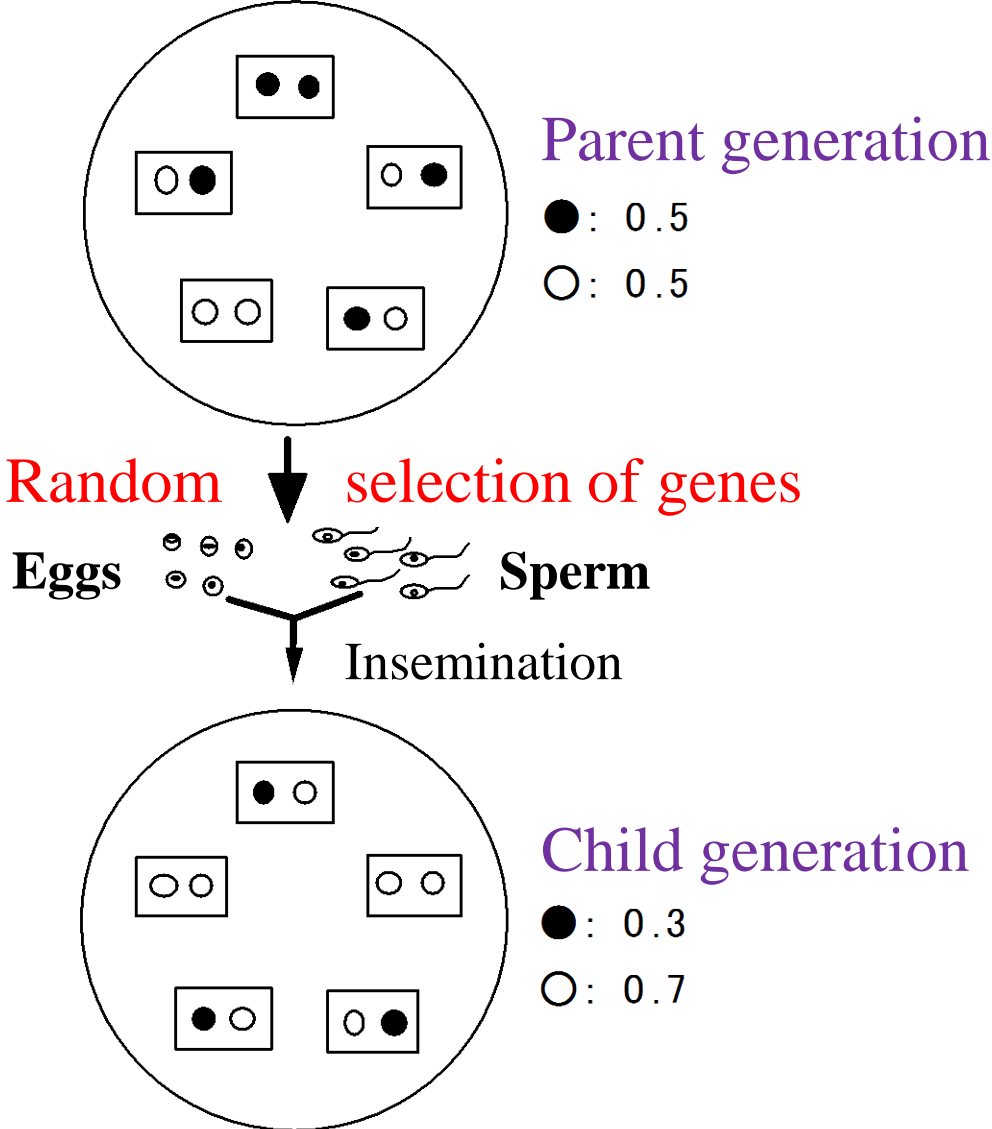 Parent generation
●: 0.5
○: 0.5
Random selection of genes
Eggs
Sperm
Insemination
Child generation
●: 0.3
○: 0.7